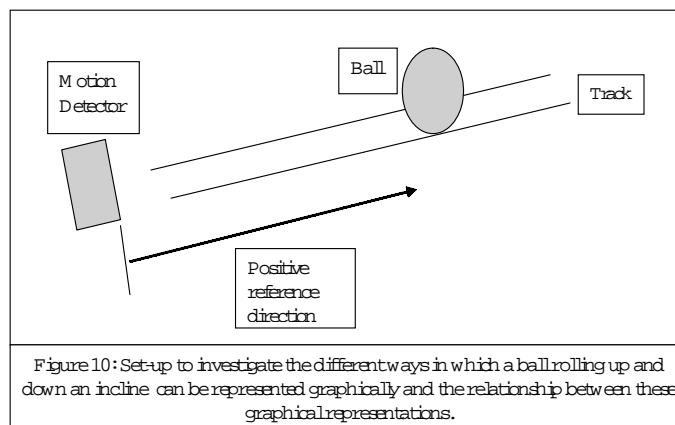 Motion
Detector
Ball
Track
Positive
reference
direction
Figure 10: Set-up to investigate the different ways in which a ball rolling up and
down an incline can be represented graphically and the relationship between these
graphical representations.